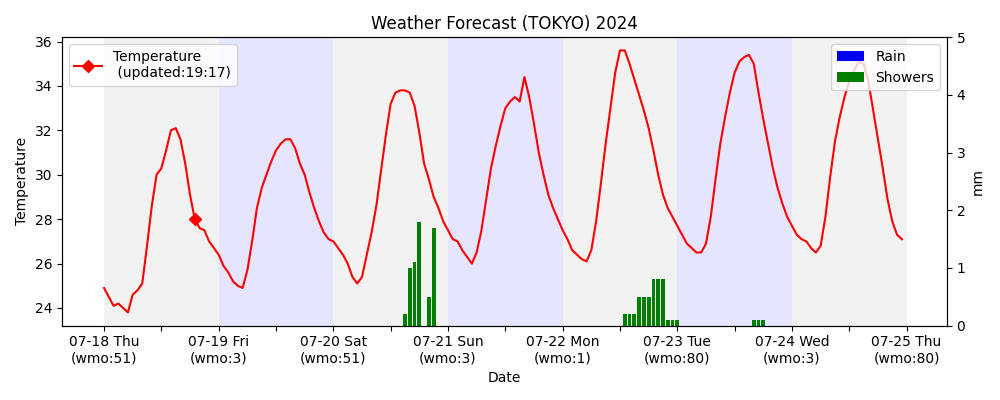 Weather Forecast (TOKYO) 2024
Temperature
(updated:19:17)
Rain
Showers
36
34
32
30
28
26
24
Temperature
5
4
3
2
1
0
mm
07-18 Thu
(wmo:51)
07-19 Fri
(wmo:3)
07-20 Sat
(wmo:51)
07-21 Sun
(wmo:3)
07-22 Mon
(wmo:1)
07-23 Tue
(wmo:80)
07-24 Wed
(wmo:3)
07-25 Thu
(wmo:80)
Date